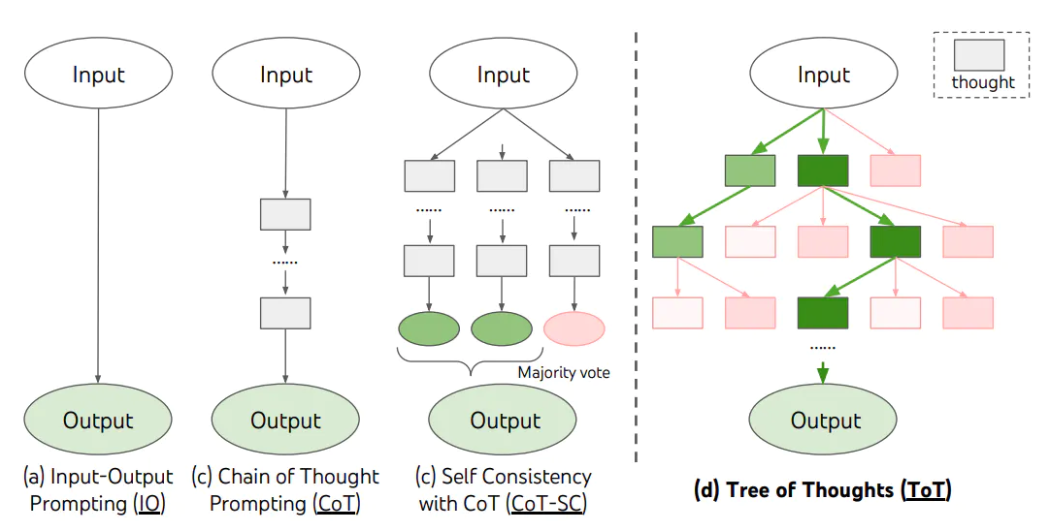 Input
Input
Input
Input
thought
......
......
......
......
Majority vote
Output
Output
Output
Output
(a) Input-Output
Prompting (IO)
(c) Chain of Thought
Prompting (CoT)
(c) Self Consistency
with CoT (CoT-SC)
(d) Tree of Thoughts (ToT)